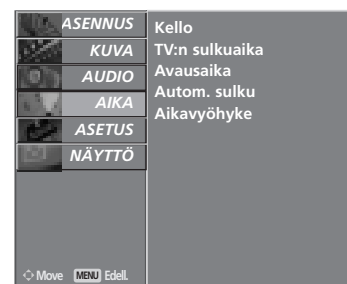 ASENNUS
KUVA
AUDIO
AIKA
ASETUS
NÄYTTÖ
Kello
TV:n sulkuaika
Avausaika
Autom. sulku
Aikavyöhyke
Move MENU Edell.